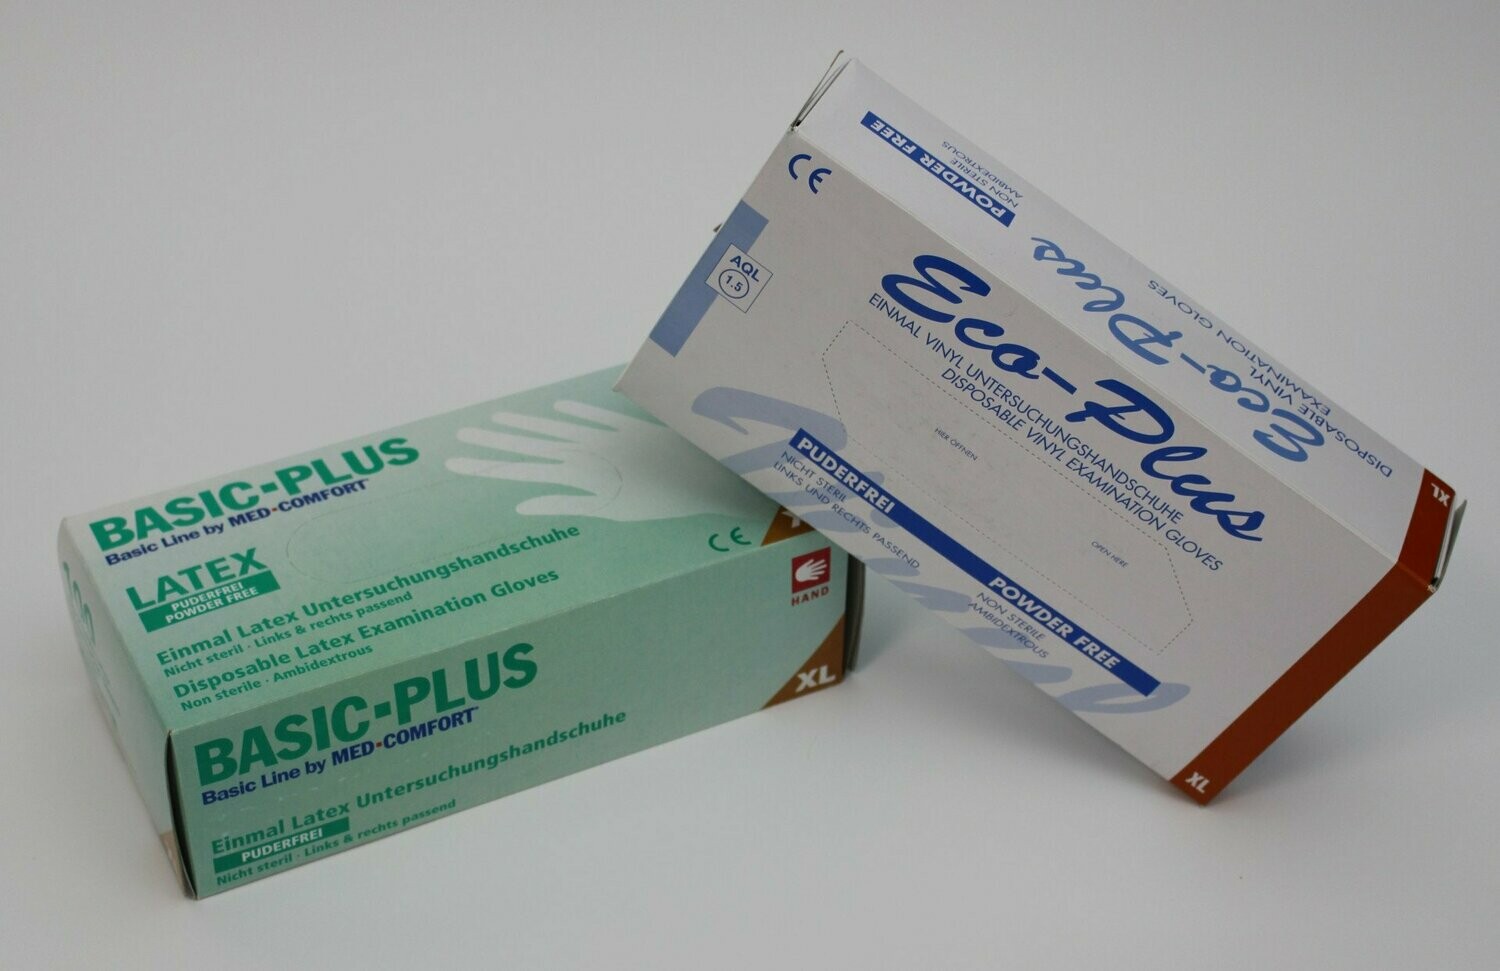 BASIC-PLUS
Basic Line by MED•COMFORT
LATEX
PUDERFREI
POWDER FREE
Einmal Latex Untersuchungshandschuhe
Nicht steril · Links & rechts passend
Disposable Latex Examination Gloves
Non sterile · Ambidextrous
CE
BASIC-PLUS
Basic Line by MED•COMFORT
Einmal Latex Untersuchungshandschuhe
PUDERFREI
Nicht steril · Links & rechts passend
HAND
XL
CE
AQL
1.5
Eco-Plus
EINMAL VINYL UNTERSUCHUNGSHANDSCHUHE
DISPOSABLE VINYL EXAMINATION GLOVES
HIER ÖFFNEN
OPEN HERE
PUDERFREI
NICHT STERIL
LINKS UND RECHTS PASSEND
POWDER FREE
NON STERILE
AMBIDEXTROUS
XL
Eco-Plus
DISPOSABLE VINYL
EXAMINATION GLOVES
POWDER FREE
NON STERILE
AMBIDEXTROUS
XL